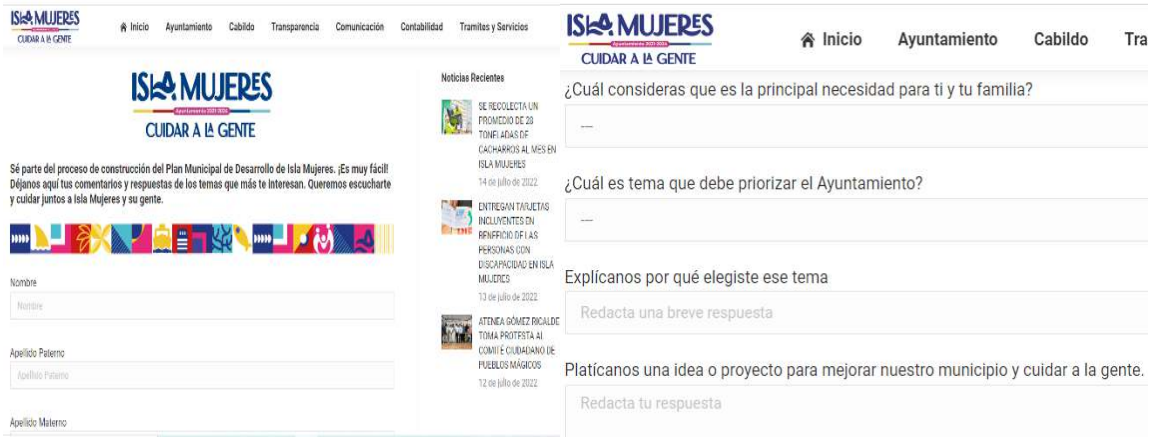 ISLA MUJERES
CUIDAR A LA GENTE
Inicio Ayuntamiento Cabildo Transparencia Comunicación Contabilidad Tramites y Servicios
ISLA MUJERES
Ayuntamiento 2021-2024
CUIDAR A LA GENTE
Sé parte del proceso de construcción del Plan Municipal de Desarrollo de Isla Mujeres. ¡Es muy fácil!
Déjanos aquí tus comentarios y respuestas de los temas que más te interesan. Queremos escucharte
y cuidar juntos a Isla Mujeres y su gente.
Nombre
Nombre
Apellido Paterno
Apellido Paterno
Apellido Materno
Noticias Recientes
SE RECOLECTA UN
PROMEDIO DE 28
TONELADAS DE
CACHARROS AL MES EN
ISLA MUJERES
14 de julio de 2022
ENTREGAN TARJETAS
INCLUYENTES EN
BENEFICIO DE LAS
PERSONAS CON
DISCAPACIDAD EN ISLA
MUJERES
13 de julio de 2022
ATENEA GÓMEZ RICALDE
TOMA PROTESTA AL
COMITÉ CIUDADANO DE
PUEBLOS MÁGICOS
12 de julio de 2022
ISLA MUJERES
Ayuntamiento 2021-2024
CUIDAR A LA GENTE
Inicio Ayuntamiento Cabildo Tra
¿Cuál consideras que es la principal necesidad para ti y tu familia?
---
¿Cuál es tema que debe priorizar el Ayuntamiento?
---
Explícanos por qué elegiste ese tema
Redacta una breve respuesta
Platícanos una idea o proyecto para mejorar nuestro municipio y cuidar a la gente.
Redacta tu respuesta